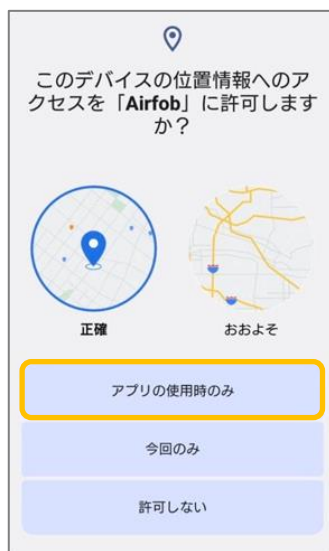 このデバイスの位置情報へのア
クセスを「Airfob」に許可します
か？
正確
おおよそ
アプリの使用時のみ
今回のみ
許可しない